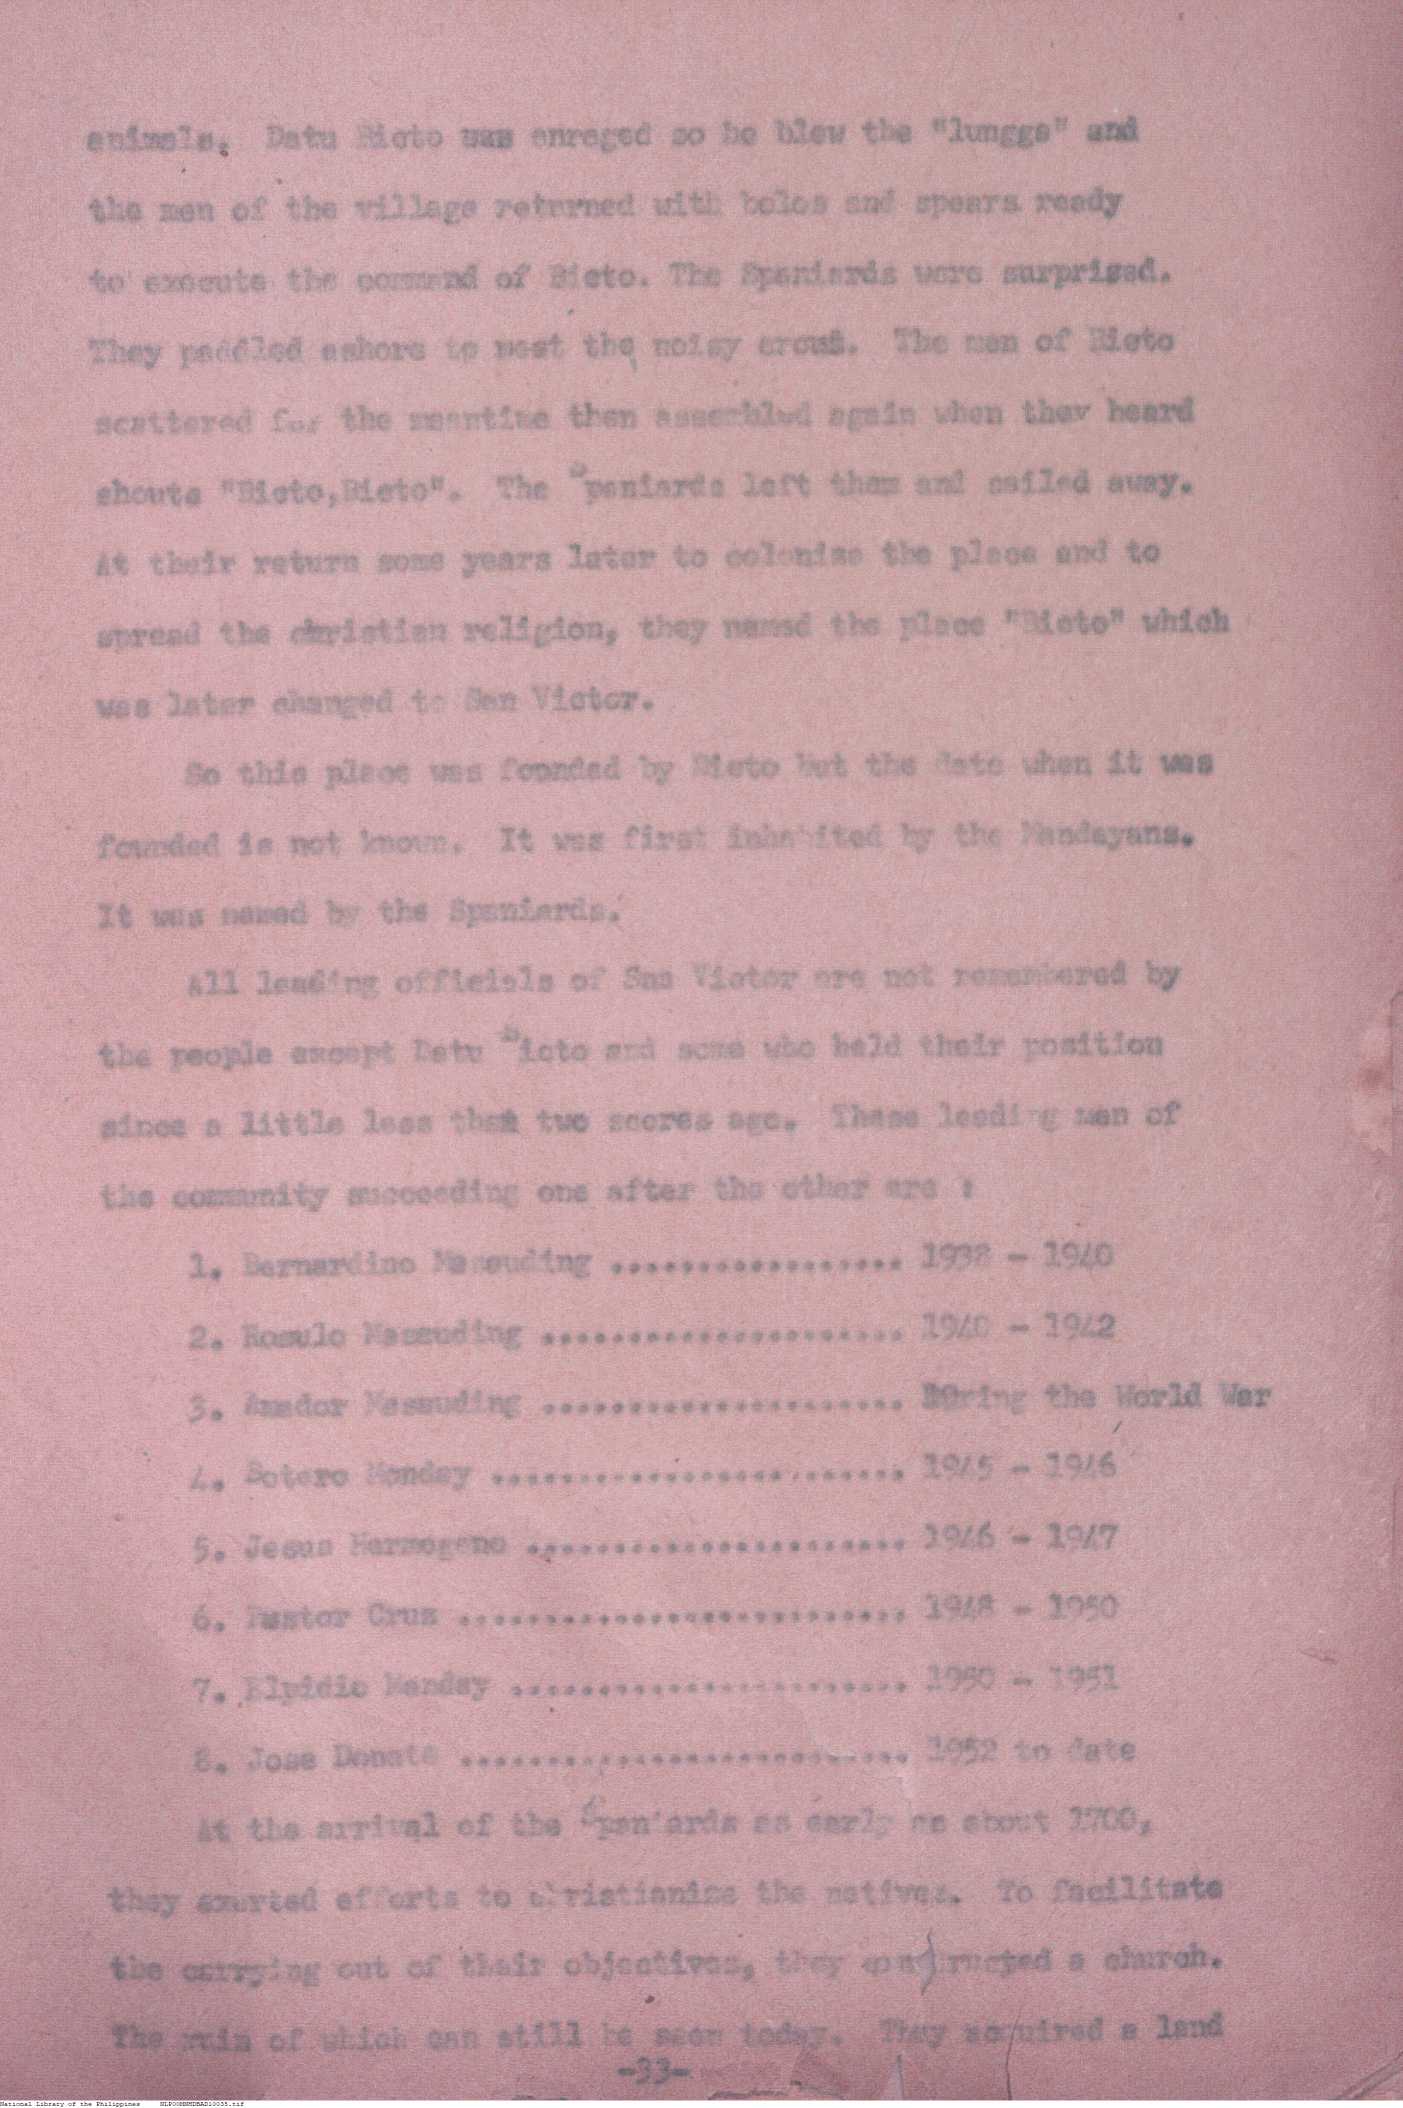 animals. Datu Bicto was enraged so he blew the "lungga" and
the men of the village returned with bolos and spears ready
to execute the command of Bicto. The Spaniards were surprised.
They paddled ashore to meet the noisy The men of Bicto
scattered for the meantime then assembled again when they heard
shouts "Bicto,Bicto". The Spaniards left them and sailed away.
At their return some years later to colonise the place and to
spread the christian religion, they named the place "Bicto" which
was later changed to San Victor.
So this place was founded by Bicto but the date when it was
founded is not known. It was first inhabited by the Mandayans.
It was named by the Spaniards.
All leading officials of San Victor are not remembered by
the people except Datu Bicto and some who held their position
since a little less than two scores ago. These leading men of
the community succeeding one after the other are :
1. Bernardino Masauding ................. 1938 - 1940
2. Romulo Masauding ..................... 1940 - 1942
3. Amador Masauding ..................... During the World War
4. Sotero Monday ........................ 1945 - 1946
5. Jesus Hermogeno ...................... 1946 - 1947
6. Pastor Cruz .......................... 1948 - 1950
7. Elpidio Manday ....................... 1950 - 1951
8. Jose Donato .......................... 1952 to date
At the arrival of the Spaniards as early as about 1700,
they exerted efforts to christianize the natives. To facilitate
the carrying out of their objectives, they constructed a church.
The ruin of which can still be seen today. They acquired a land
-33-
National Library of the Philippines